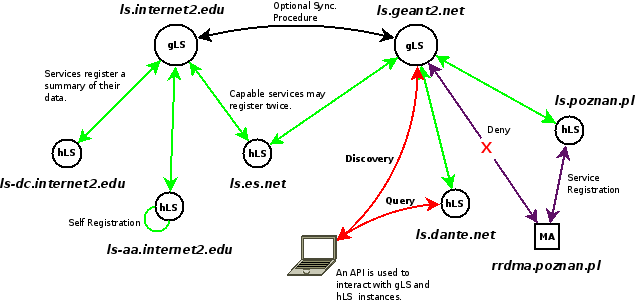 ls.internet2.edu
Optional Sync.
Procedure
ls.geant2.net
gLS
gLS
Services register a
summary of their
data.
Capable services may
register twice.
ls.poznan.pl
hLS
Deny
X
hLS
hLS
Discovery
ls-dc.internet2.edu
ls.es.net
Service
Registration
Query
hLS
hLS
Self Registration
ls.dante.net
MA
ls-aa.internet2.edu
rrdma.poznan.pl
An API is used to
interact with gLS and
hLS instances.